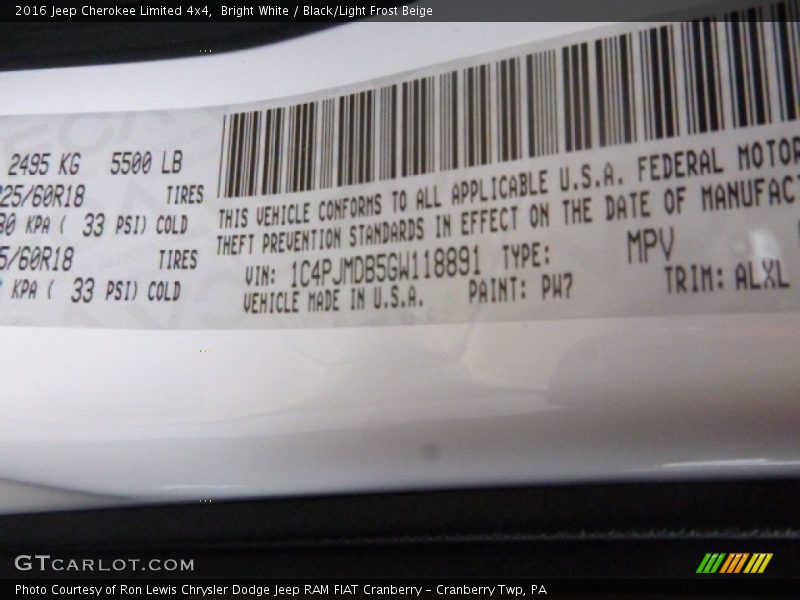 2016 Jeep Cherokee Limited 4x4,  Bright White / Black/Light Frost Beige
2495 KG 5500 LB
25/60R18 TIRES
KPA ( 33 PSI) COLD
5/60R18 TIRES
KPA ( 33 PSI) COLD
THIS VEHICLE CONFORMS TO ALL APPLICABLE U.S.A. FEDERAL MOTOR
THEFT PREVENTION STANDARDS IN EFFECT ON THE DATE OF MANUFACT
VIN: 1C4PJMDB5GW118891 TYPE: MPV
VEHICLE MADE IN U.S.A. PAINT: PW7 TRIM: ALXL
GTCARLOT.COM
Photo Courtesy of Ron Lewis Chrysler Dodge Jeep RAM FIAT Cranberry – Cranberry Twp, PA